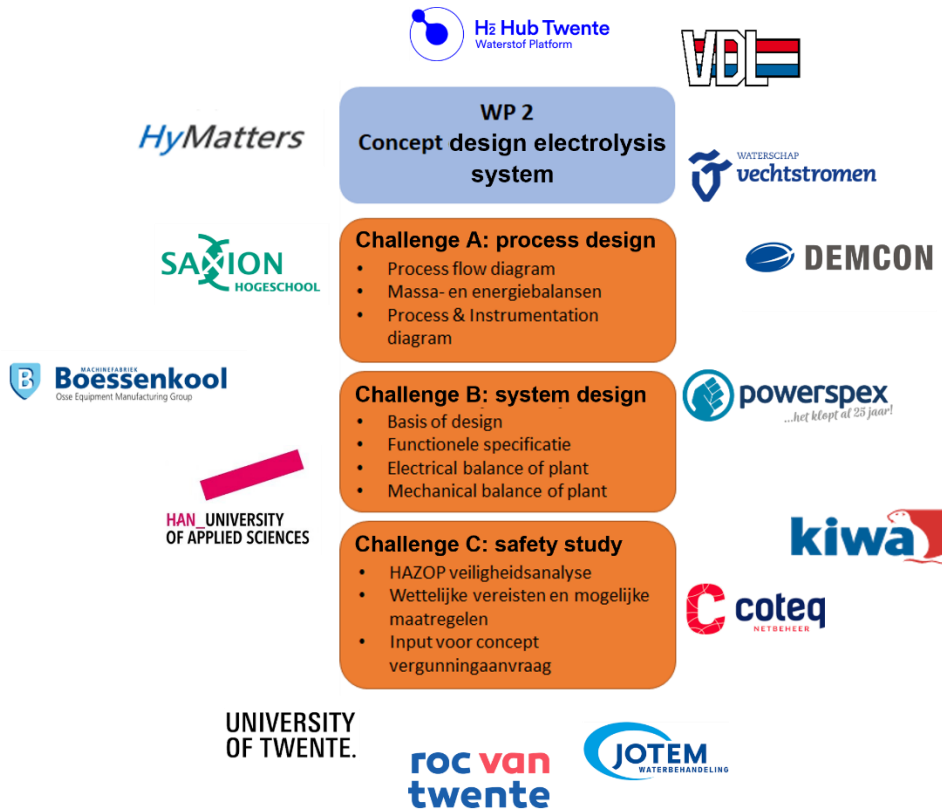 H2 Hub Twente
Waterstof Platform
VDL
HyMatters
WP 2
Concept design electrolysis
system
WATERSCHAP
vechtstromen
SAXION
HOGESCHOOL
Challenge A: process design
• Process flow diagram
• Massa- en energiebalansen
• Process & Instrumentation
diagram
DEMCON
B
MACHINEFABRIEK
Boessenkool
Osse Equipment Manufacturing Group
Challenge B: system design
• Basis of design
• Functionele specificatie
• Electrical balance of plant
• Mechanical balance of plant
powerspex
...het klopt al 25 jaar!
HAN_UNIVERSITY
OF APPLIED SCIENCES
Challenge C: safety study
• HAZOP veiligheidsanalyse
• Wettelijke vereisten en mogelijke
maatregelen
• Input voor concept
vergunningaanvraag
kiwa
coteq
NETBEHEER
UNIVERSITY
OF TWENTE.
roc van
twente
JOTEM
WATERBEHANDELING